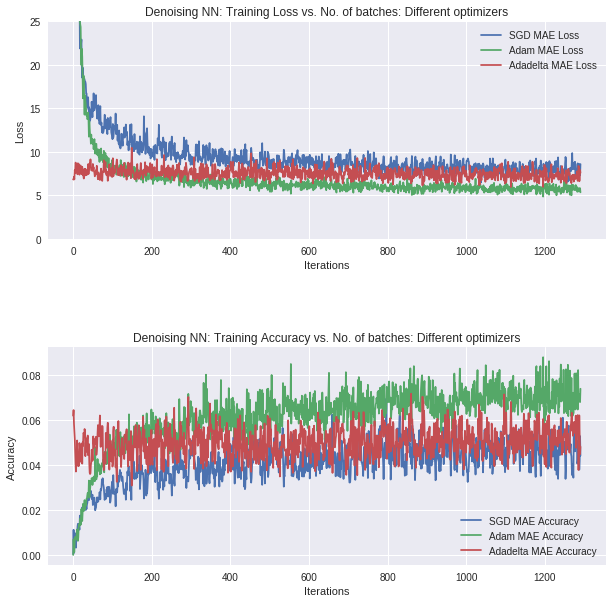 Denoising NN: Training Loss vs. No. of batches: Different optimizers
25
20
15
10
5
0
Loss
SGD MAE Loss
Adam MAE Loss
Adadelta MAE Loss
0 200 400 600 800 1000 1200
Iterations
Denoising NN: Training Accuracy vs. No. of batches: Different optimizers
0.08
0.06
0.04
0.02
0.00
Accuracy
SGD MAE Accuracy
Adam MAE Accuracy
Adadelta MAE Accuracy
0 200 400 600 800 1000 1200
Iterations